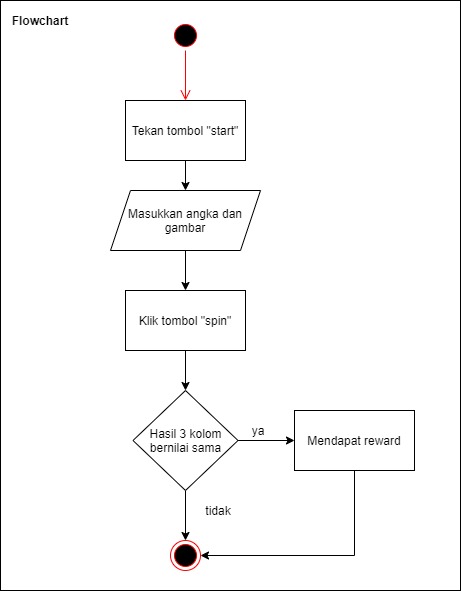 Flowchart
Tekan tombol "start"
Masukkan angka dan
gambar
Klik tombol "spin"
Hasil 3 kolom
bernilai sama
ya
Mendapat reward
tidak